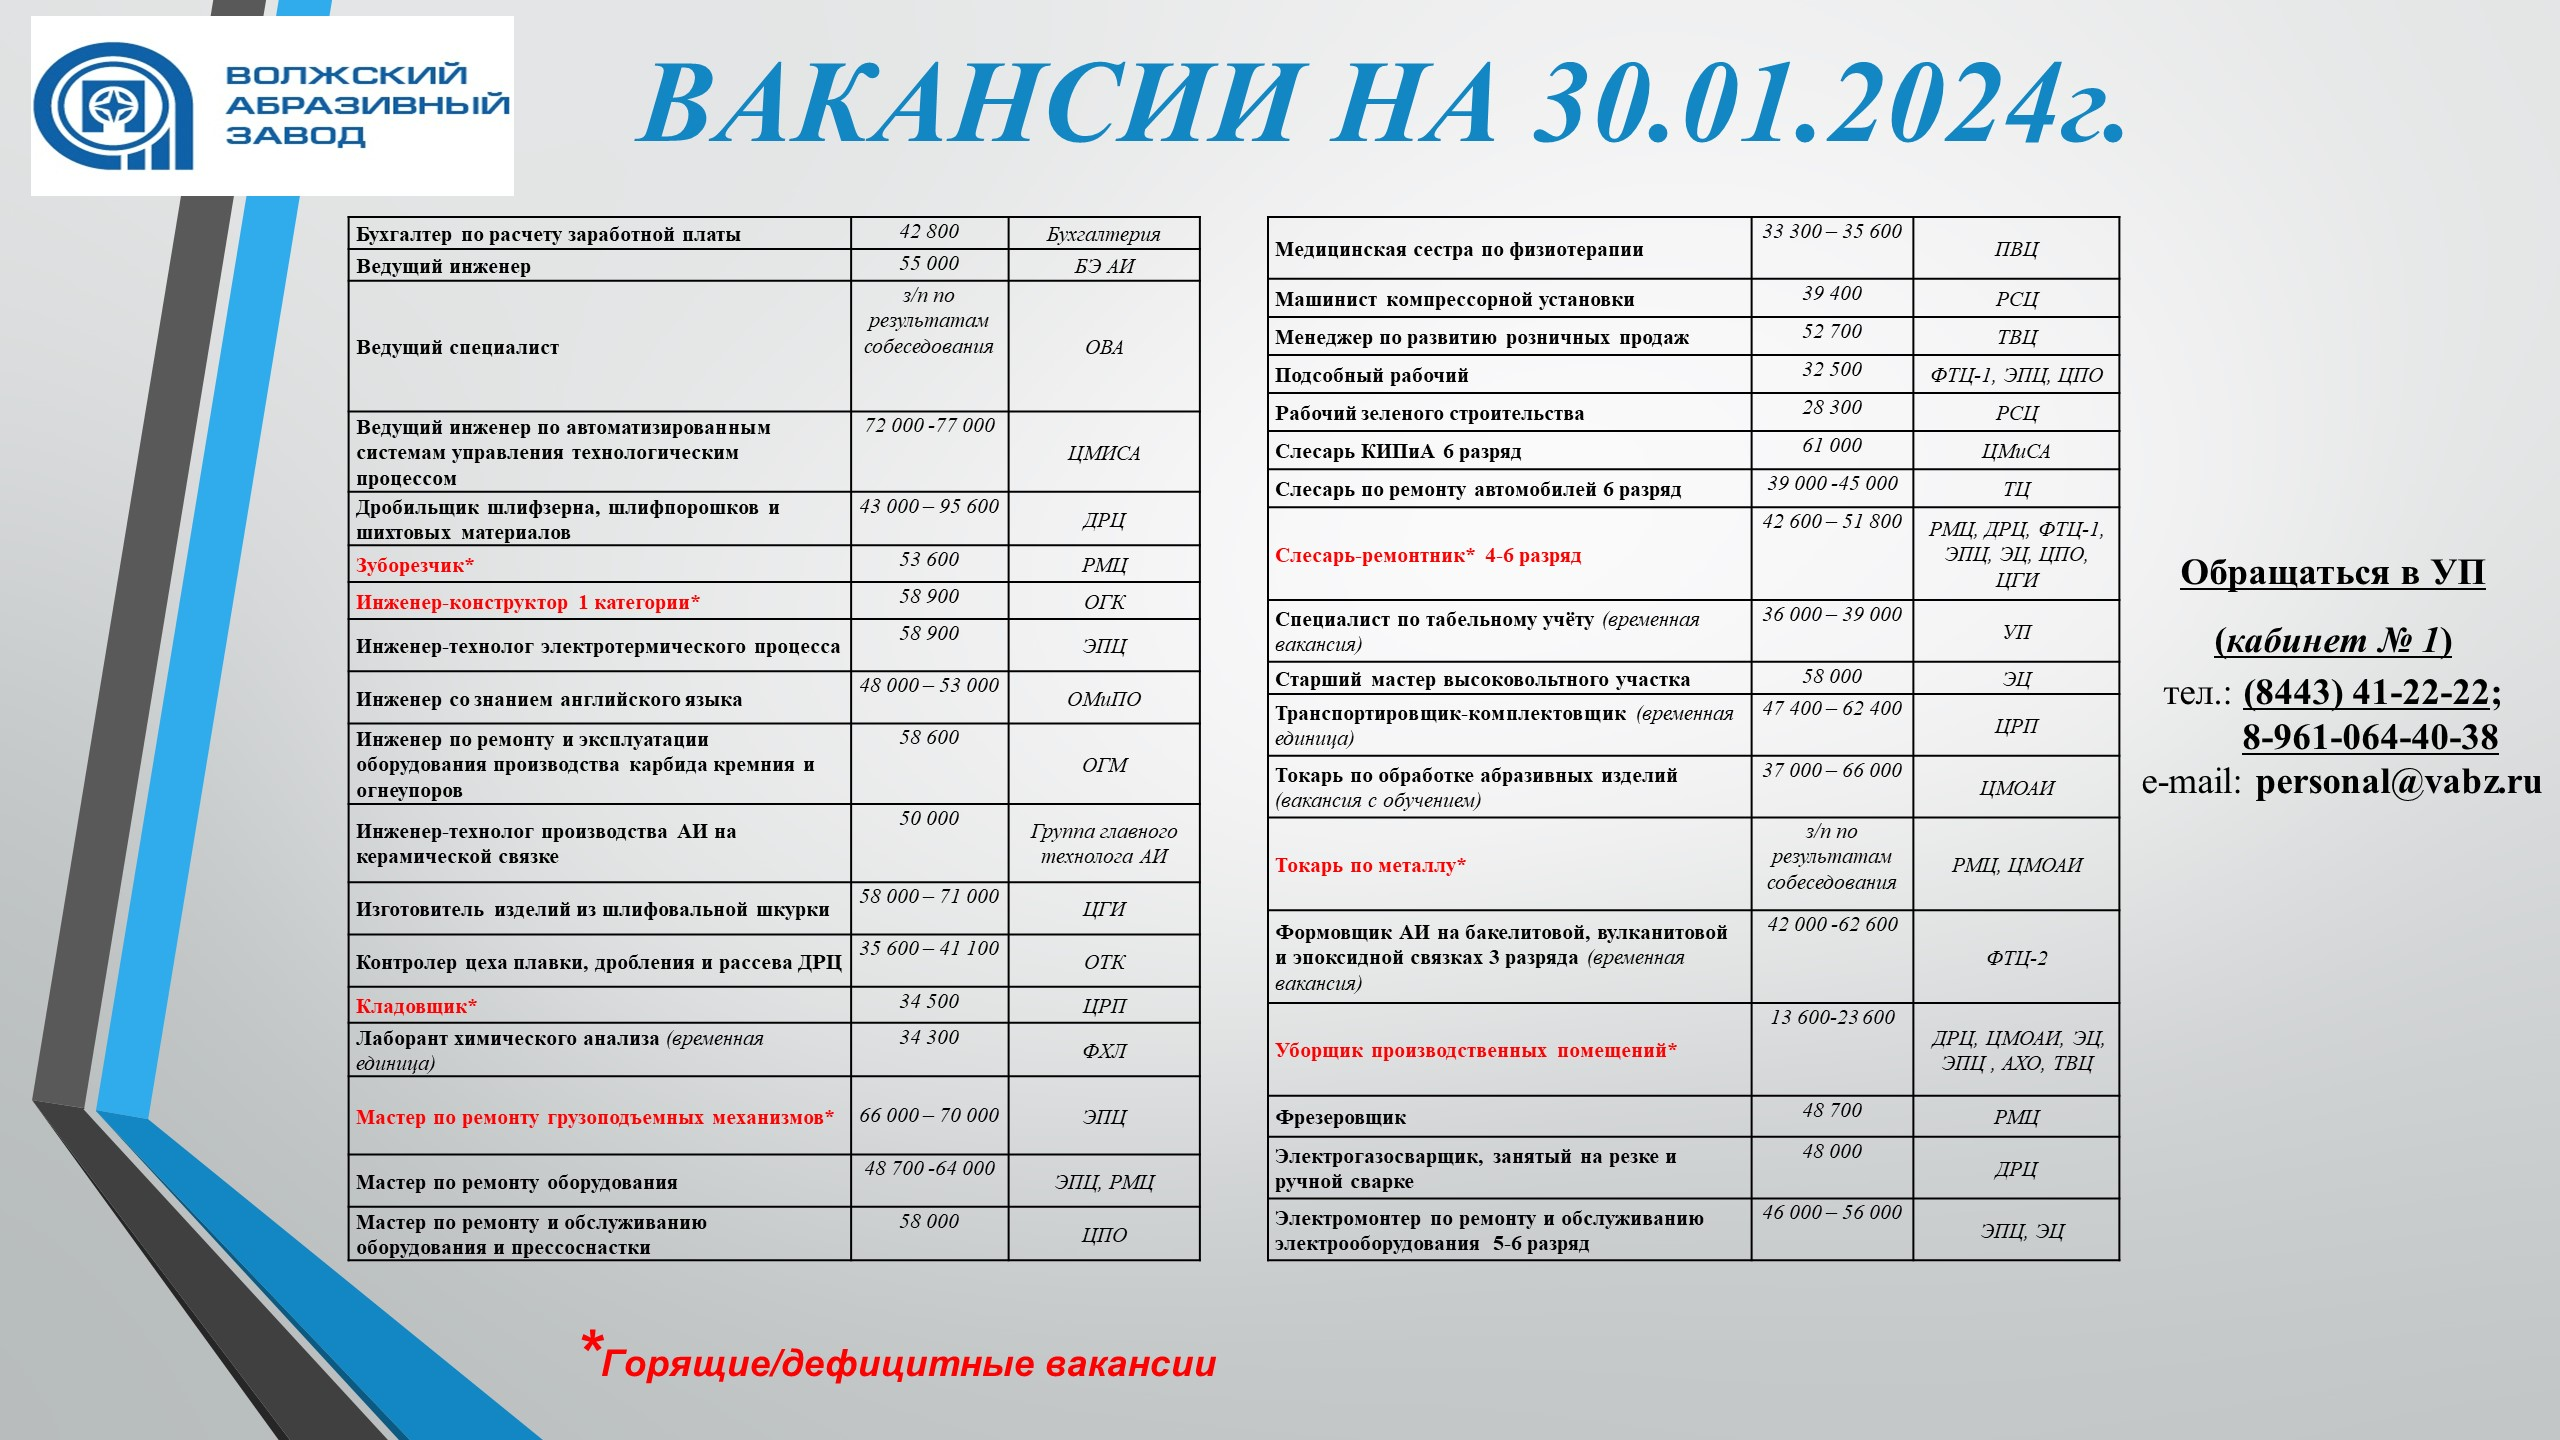 ВОЛЖСКИЙ
АБРАЗИВНЫЙ
ЗАВОД
ВАКАНСИИ НА 30.01.2024г.
Бухгалтер по расчету заработной платы 42 800 Бухгалтерия
Ведущий инженер 55 000 БЭ АИ
Ведущий специалист з/п по
результатам
собеседования ОВА
Ведущий инженер по автоматизированным 72 000 -77 000
системам управления технологическим ЦМИСА
процессом
Дробильщик шлифзерна, шлифпорошков и 43 000 – 95 600 ДРЦ
шихтовых материалов
Зуборезчик* 53 600 РМЦ
Инженер-конструктор 1 категории* 58 900 ОГК
Инженер-технолог электротермического процесса 58 900 ЭПЦ
Инженер со знанием английского языка 48 000 – 53 000 ОМиПО
Инженер по ремонту и эксплуатации 58 600
оборудования производства карбида кремния и ОГМ
огнеупоров
Инженер-технолог производства АИ на 50 000 Группа главного
керамической связке технолога АИ
Изготовитель изделий из шлифовальной шкурки 58 000 – 71 000 ЦГИ
Контролер цеха плавки, дробления и рассева ДРЦ 35 600 – 41 100 ОТК
Кладовщик* 34 500 ЦРП
Лаборант химического анализа (временная 34 300 ФХЛ
единица)
Мастер по ремонту грузоподъемных механизмов* 66 000 – 70 000 ЭПЦ
Мастер по ремонту оборудования 48 700 -64 000 ЭПЦ, РМЦ
Мастер по ремонту и обслуживанию 58 000 ЦПО
оборудования и прессоснастки
Медицинская сестра по физиотерапии 33 300 – 35 600 ПВЦ
Машинист компрессорной установки 39 400 РСЦ
Менеджер по развитию розничных продаж 52 700 ТВЦ
Подсобный рабочий 32 500 ФТЦ-1, ЭПЦ, ЦПО
Рабочий зеленого строительства 28 300 РСЦ
Слесарь КИПиА 6 разряд 61 000 ЦМиСА
Слесарь по ремонту автомобилей 6 разряд 39 000 -45 000 ТЦ
Слесарь-ремонтник* 4-6 разряд 42 600 – 51 800 РМЦ, ДРЦ, ФТЦ-1,
ЭПЦ, ЭЦ, ЦПО,
ЦГИ
Специалист по табельному учёту (временная 36 000 – 39 000 УП
вакансия)
Старший мастер высоковольтного участка 58 000 ЭЦ
Транспортировщик-комплектовщик (временная 47 400 – 62 400 ЦРП
единица)
Токарь по обработке абразивных изделий 37 000 – 66 000 ЦМОАИ
(вакансия с обучением)
Токарь по металлу* з/п по
результатам
собеседования РМЦ, ЦМОАИ
Формовщик АИ на бакелитовой, вулканитовой 42 000 -62 600
и эпоксидной связках 3 разряда (временная ФТЦ-2
вакансия)
Уборщик производственных помещений* 13 600-23 600 ДРЦ, ЦМОАИ, ЭЦ,
ЭПЦ , АХО, ТВЦ
Фрезеровщик 48 700 РМЦ
Электрогазосварщик, занятый на резке и 48 000 ДРЦ
ручной сварке
Электромонтер по ремонту и обслуживанию 46 000 – 56 000 ЭПЦ, ЭЦ
электрооборудования 5-6 разряд
Обращаться в УП
(кабинет № 1)
тел.: (8443) 41-22-22;
8-961-064-40-38
e-mail: personal@vabz.ru
*Горящие/дефицитные вакансии